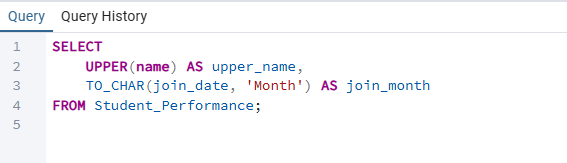 Query Query History
1 SELECT
2 UPPER(name) AS upper_name,
3 TO_CHAR(join_date, 'Month') AS join_month
4 FROM Student_Performance;
5